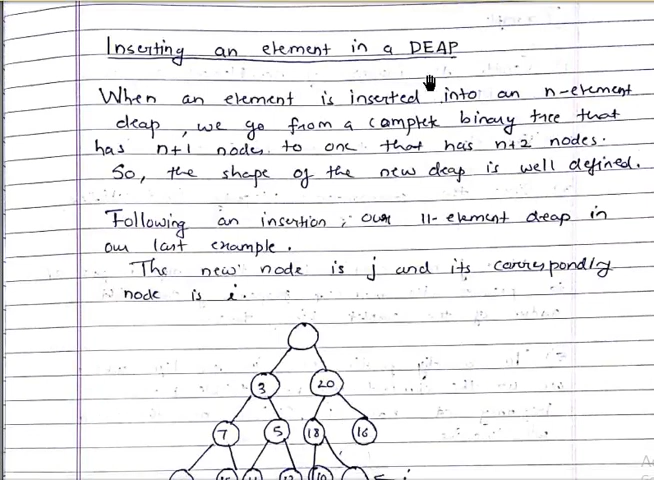 Inserting an element in a DEAP
When an element is inserted into an n-element
deap, we go from a complete binary tree that
has n+1 nodes to one that has n+2 nodes.
So, the shape of the new deap is well defined.
Following an insertion, our 11-element deap in
our last example.
The new node is j and its correspondly
node is i.
3 20
7 5 18 16